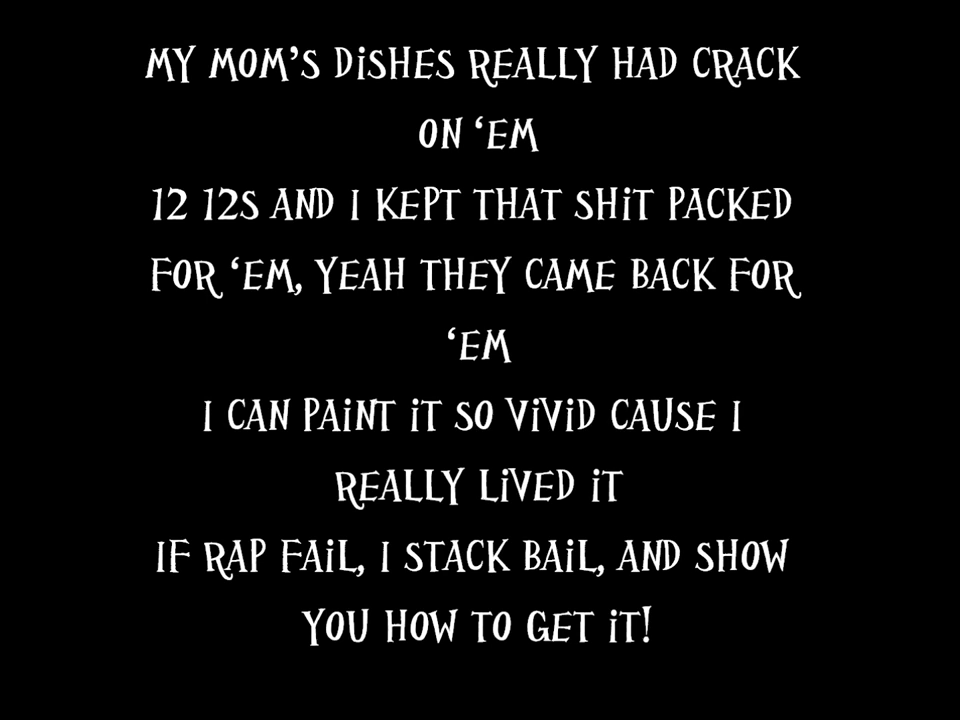 MY MOM'S DISHES REALLY HAD CRACK
ON 'EM
12 12S AND I KEPT THAT SHIT PACKED
FOR 'EM, YEAH THEY CAME BACK FOR
'EM
I CAN PAINT IT SO VIVID CAUSE I
REALLY LIVED IT
IF RAP FAIL, I STACK BAIL, AND SHOW
YOU HOW TO GET IT!